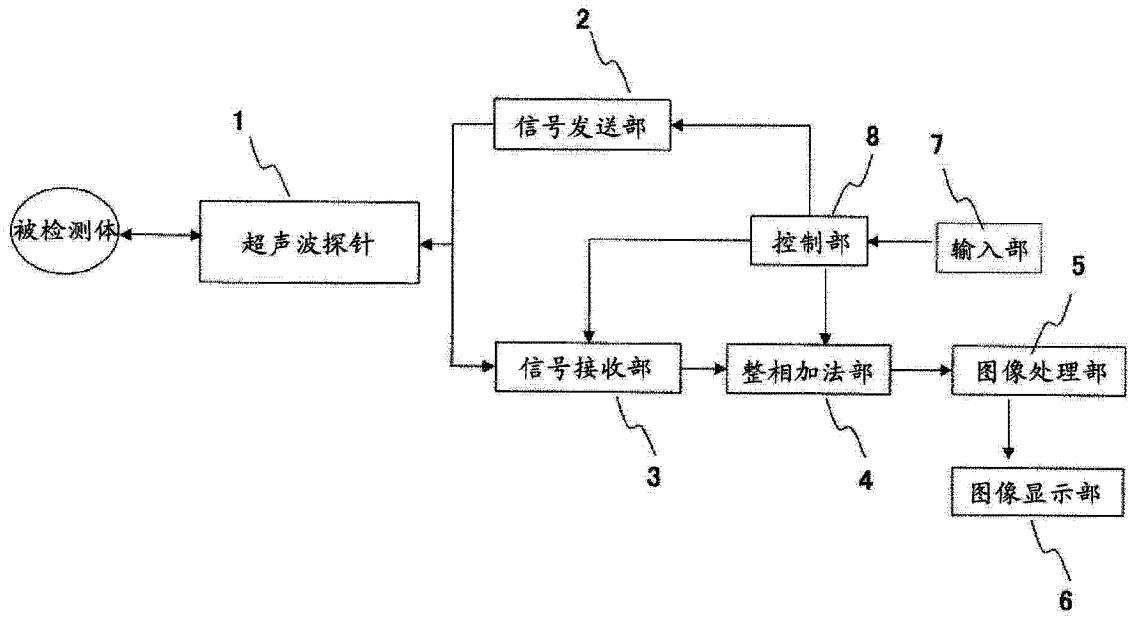 2
信号发送部
1
8
7
被检测体
超声波探针
控制部
输入部
5
信号接收部
整相加法部
图像处理部
3
4
图像显示部
6